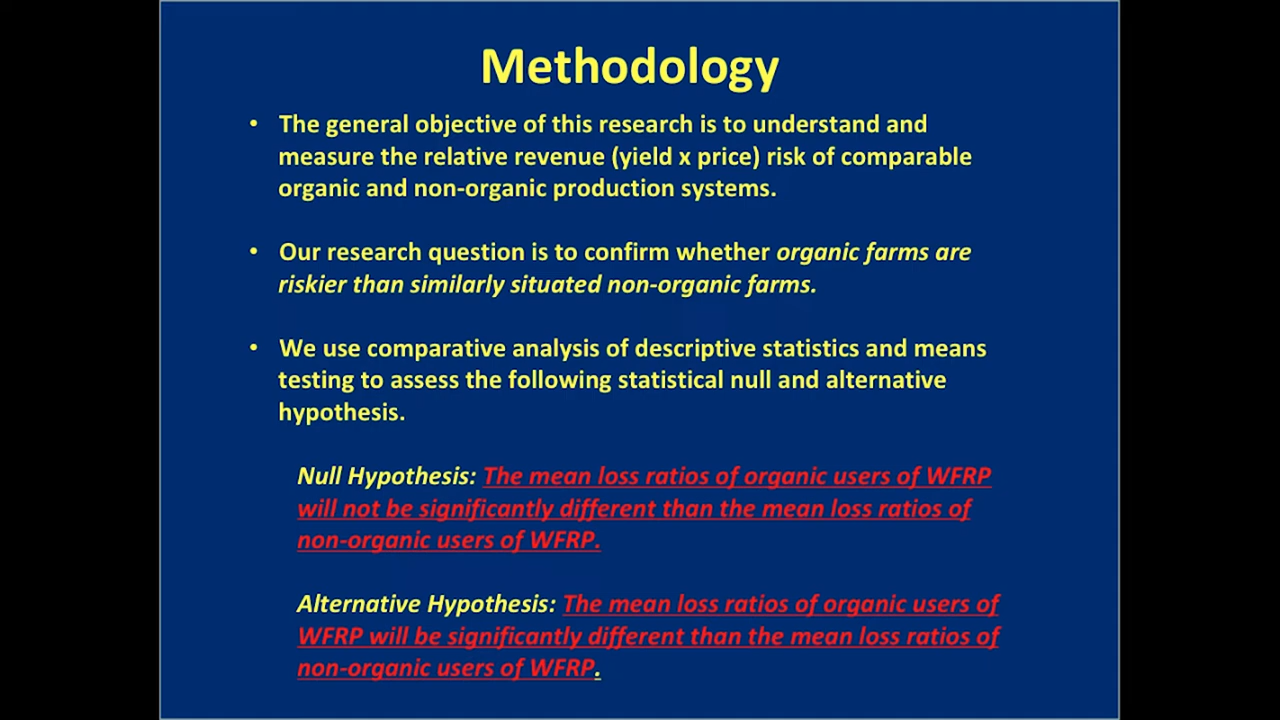 Methodology
• The general objective of this research is to understand and
measure the relative revenue (yield x price) risk of comparable
organic and non-organic production systems.
• Our research question is to confirm whether organic farms are
riskier than similarly situated non-organic farms.
• We use comparative analysis of descriptive statistics and means
testing to assess the following statistical null and alternative
hypothesis.
Null Hypothesis: The mean loss ratios of organic users of WFRP
will not be significantly different than the mean loss ratios of
non-organic users of WFRP.
Alternative Hypothesis: The mean loss ratios of organic users of
WFRP will be significantly different than the mean loss ratios of
non-organic users of WFRP.